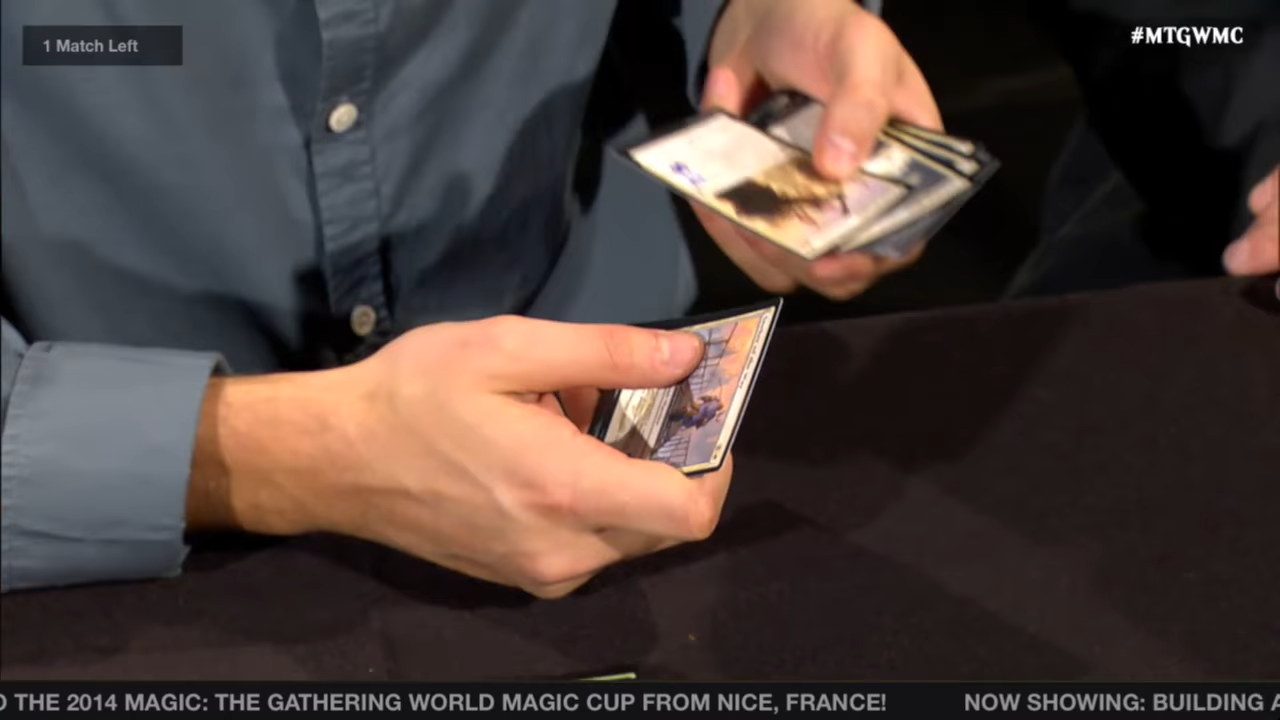 1 Match Left
#MTGWMC
O THE 2014 MAGIC: THE GATHERING WORLD MAGIC CUP FROM NICE, FRANCE! NOW SHOWING: BUILDING